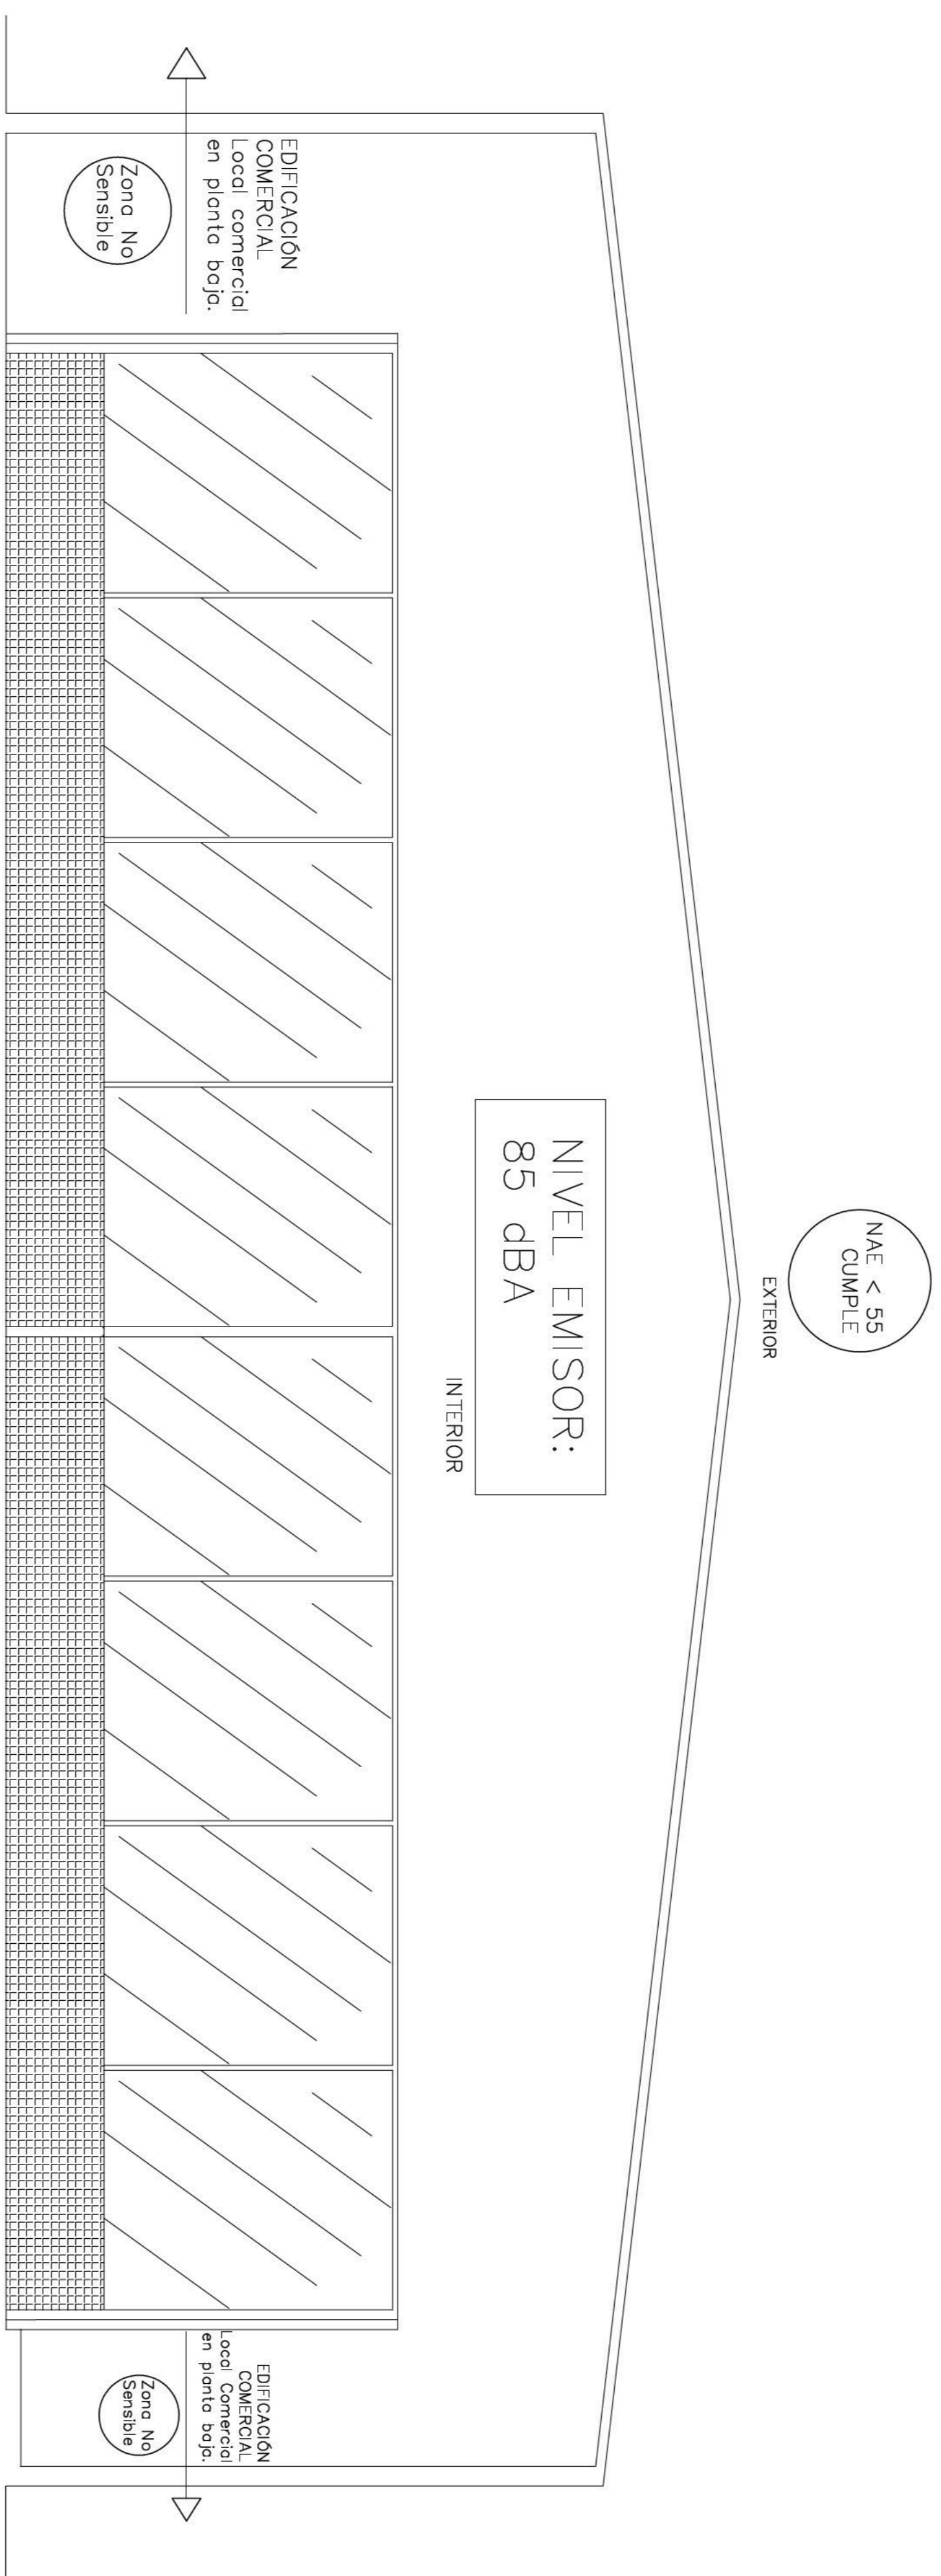 NAE < 55
CUMPLE
EXTERIOR
NIVEL EMISOR:
85 dBA
INTERIOR
EDIFICACIÓN
COMERCIAL
Local comercial
en planta baja.
Zona No
Sensible
EDIFICACIÓN
COMERCIAL
Local Comercial
en planta baja.
Zona No
Sensible